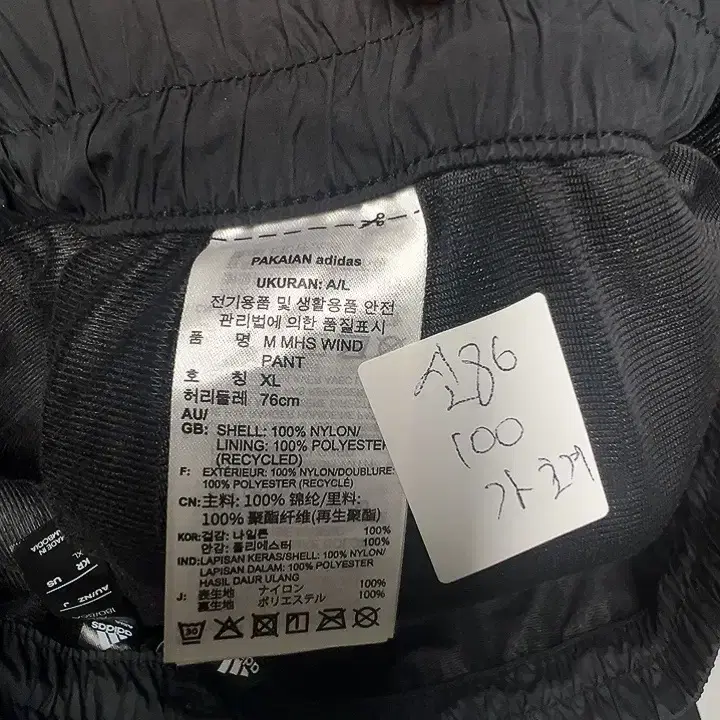 PAKAIAN adidas
UKURAN: A/L
전기용품 및 생활용품 안전
관리법에 의한 품질표시
품 명 M MHS WIND
PANT
호 칭 XL
허리둘레 76cm
AU/
GB: SHELL: 100% NYLON/
LINING: 100% POLYESTER
(RECYCLED)
F: EXTÉRIEUR: 100% NYLON/DOUBLURE:
100% POLYESTER (RECYCLÉ)
CN: 主料: 100% 锦纶/里料:
100% 聚酯纤维(再生聚酯)
KOR: 겉감: 나일론 100%
안감: 폴리에스터 100%
IND: LAPISAN KERAS/SHELL: 100% NYLON/
LAPISAN DALAM: 100% POLYESTER
HASIL DAUR ULANG
J: 表生地 ナイロン 100%
裏生地 ポリエステル 100%
30
100
MADE IN
XL
KR
US
AU/NZ
J
adidas